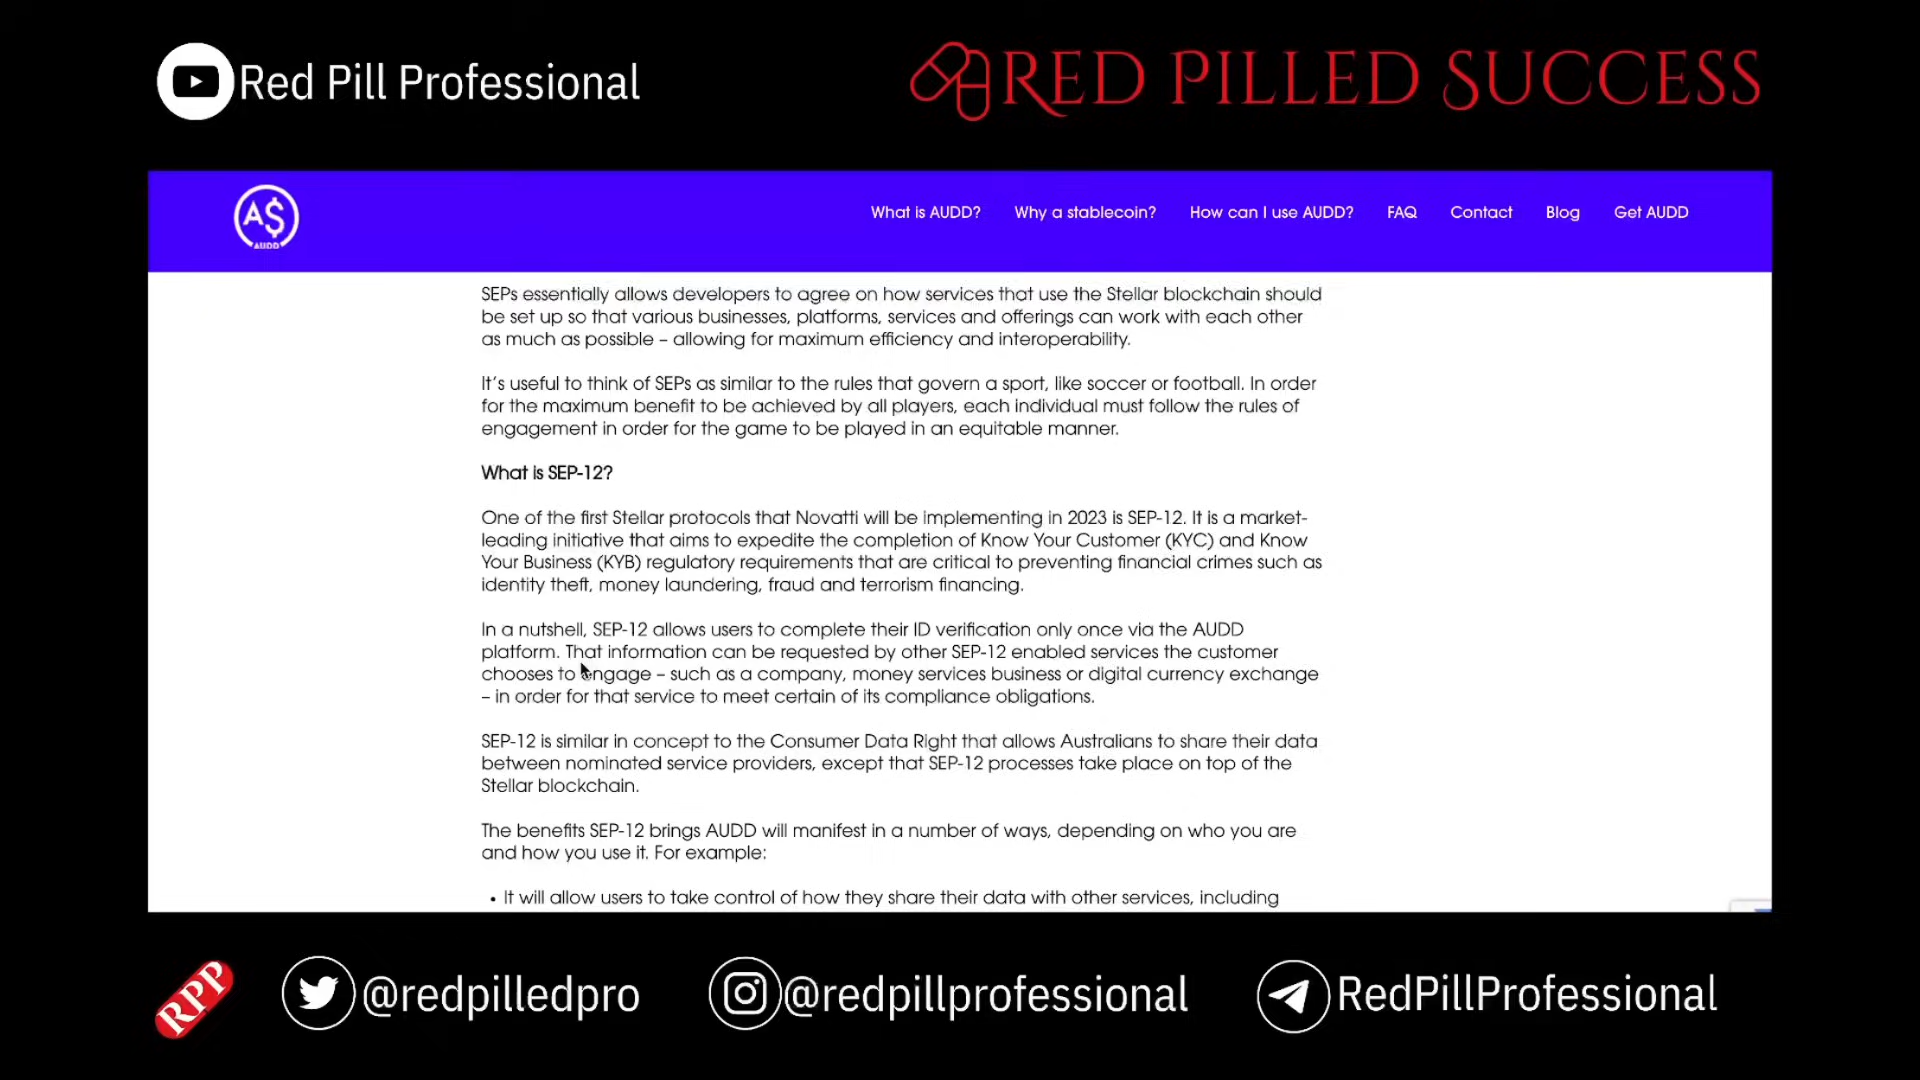 Red Pill Professional
RED PILLED SUCCESS
A$
AUDD
What is AUDD?
Why a stablecoin?
How can I use AUDD?
FAQ
Contact
Blog
Get AUDD
SEPs essentially allows developers to agree on how services that use the Stellar blockchain should
be set up so that various businesses, platforms, services and offerings can work with each other
as much as possible – allowing for maximum efficiency and interoperability.
It's useful to think of SEPs as similar to the rules that govern a sport, like soccer or football. In order
for the maximum benefit to be achieved by all players, each individual must follow the rules of
engagement in order for the game to be played in an equitable manner.
What is SEP-12?
One of the first Stellar protocols that Novatti will be implementing in 2023 is SEP-12. It is a market-
leading initiative that aims to expedite the completion of Know Your Customer (KYC) and Know
Your Business (KYB) regulatory requirements that are critical to preventing financial crimes such as
identity theft, money laundering, fraud and terrorism financing.
In a nutshell, SEP-12 allows users to complete their ID verification only once via the AUDD
platform. That information can be requested by other SEP-12 enabled services the customer
chooses to engage – such as a company, money services business or digital currency exchange
– in order for that service to meet certain of its compliance obligations.
SEP-12 is similar in concept to the Consumer Data Right that allows Australians to share their data
between nominated service providers, except that SEP-12 processes take place on top of the
Stellar blockchain.
The benefits SEP-12 brings AUDD will manifest in a number of ways, depending on who you are
and how you use it. For example:
• It will allow users to take control of how they share their data with other services, including
RPP
@redpilledpro
@redpillprofessional
RedPillProfessional